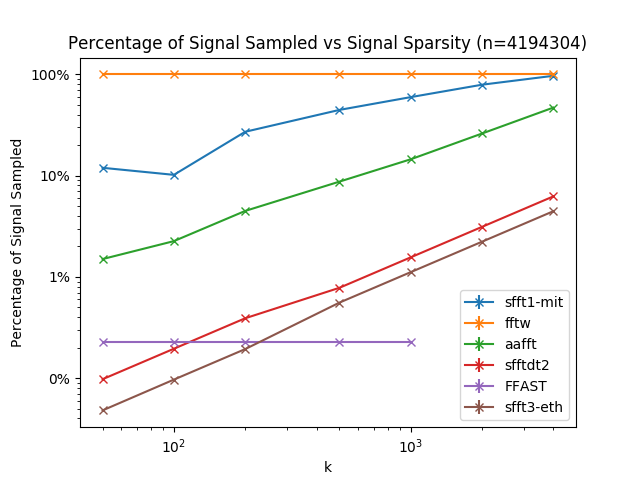 Percentage of Signal Sampled vs Signal Sparsity (n=4194304)
100%
10%
1%
0%
Percentage of Signal Sampled
sfft1-mit
fftw
aafft
sfftdt2
FFAST
sfft3-eth
10²
10³
k